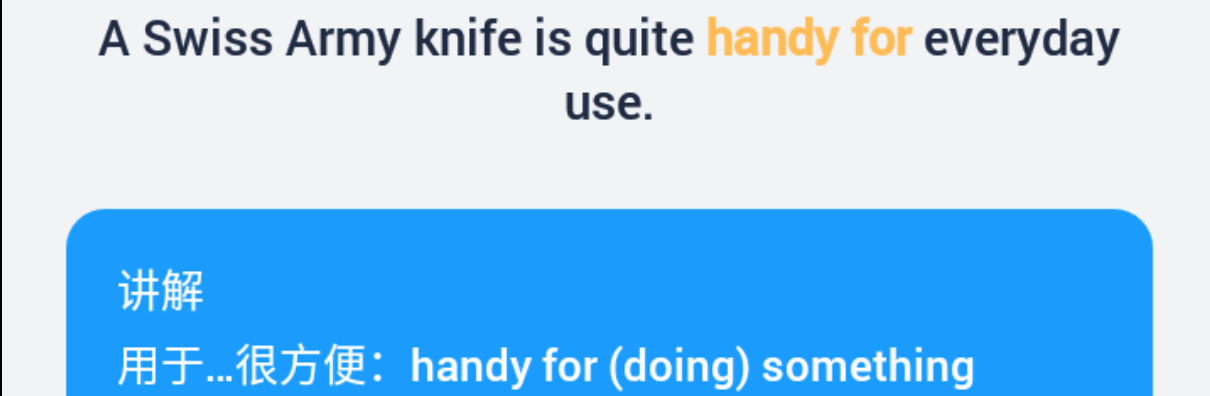 A Swiss Army knife is quite handy for everyday
use.
讲解
用于...很方便：handy for (doing) something